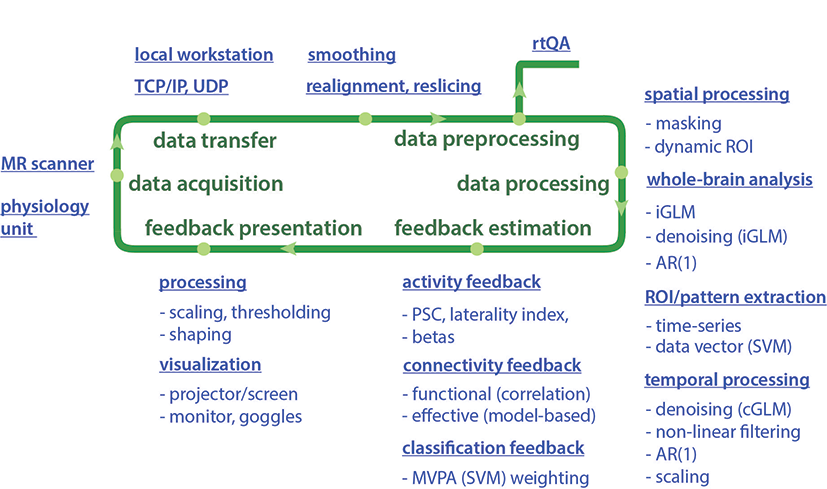 rtQA
local workstation
TCP/IP, UDP
smoothing
realignment, reslicing
data transfer
data preprocessing
MR scanner
physiology
unit
data acquisition
data processing
feedback presentation
feedback estimation
spatial processing
- masking
- dynamic ROI
whole-brain analysis
- iGLM
- denoising (iGLM)
- AR(1)
ROI/pattern extraction
- time-series
- data vector (SVM)
temporal processing
- denoising (cGLM)
- non-linear filtering
- AR(1)
- scaling
processing
- scaling, thresholding
- shaping
visualization
- projector/screen
- monitor, goggles
activity feedback
- PSC, laterality index,
- betas
connectivity feedback
- functional (correlation)
- effective (model-based)
classification feedback
- MVPA (SVM) weighting